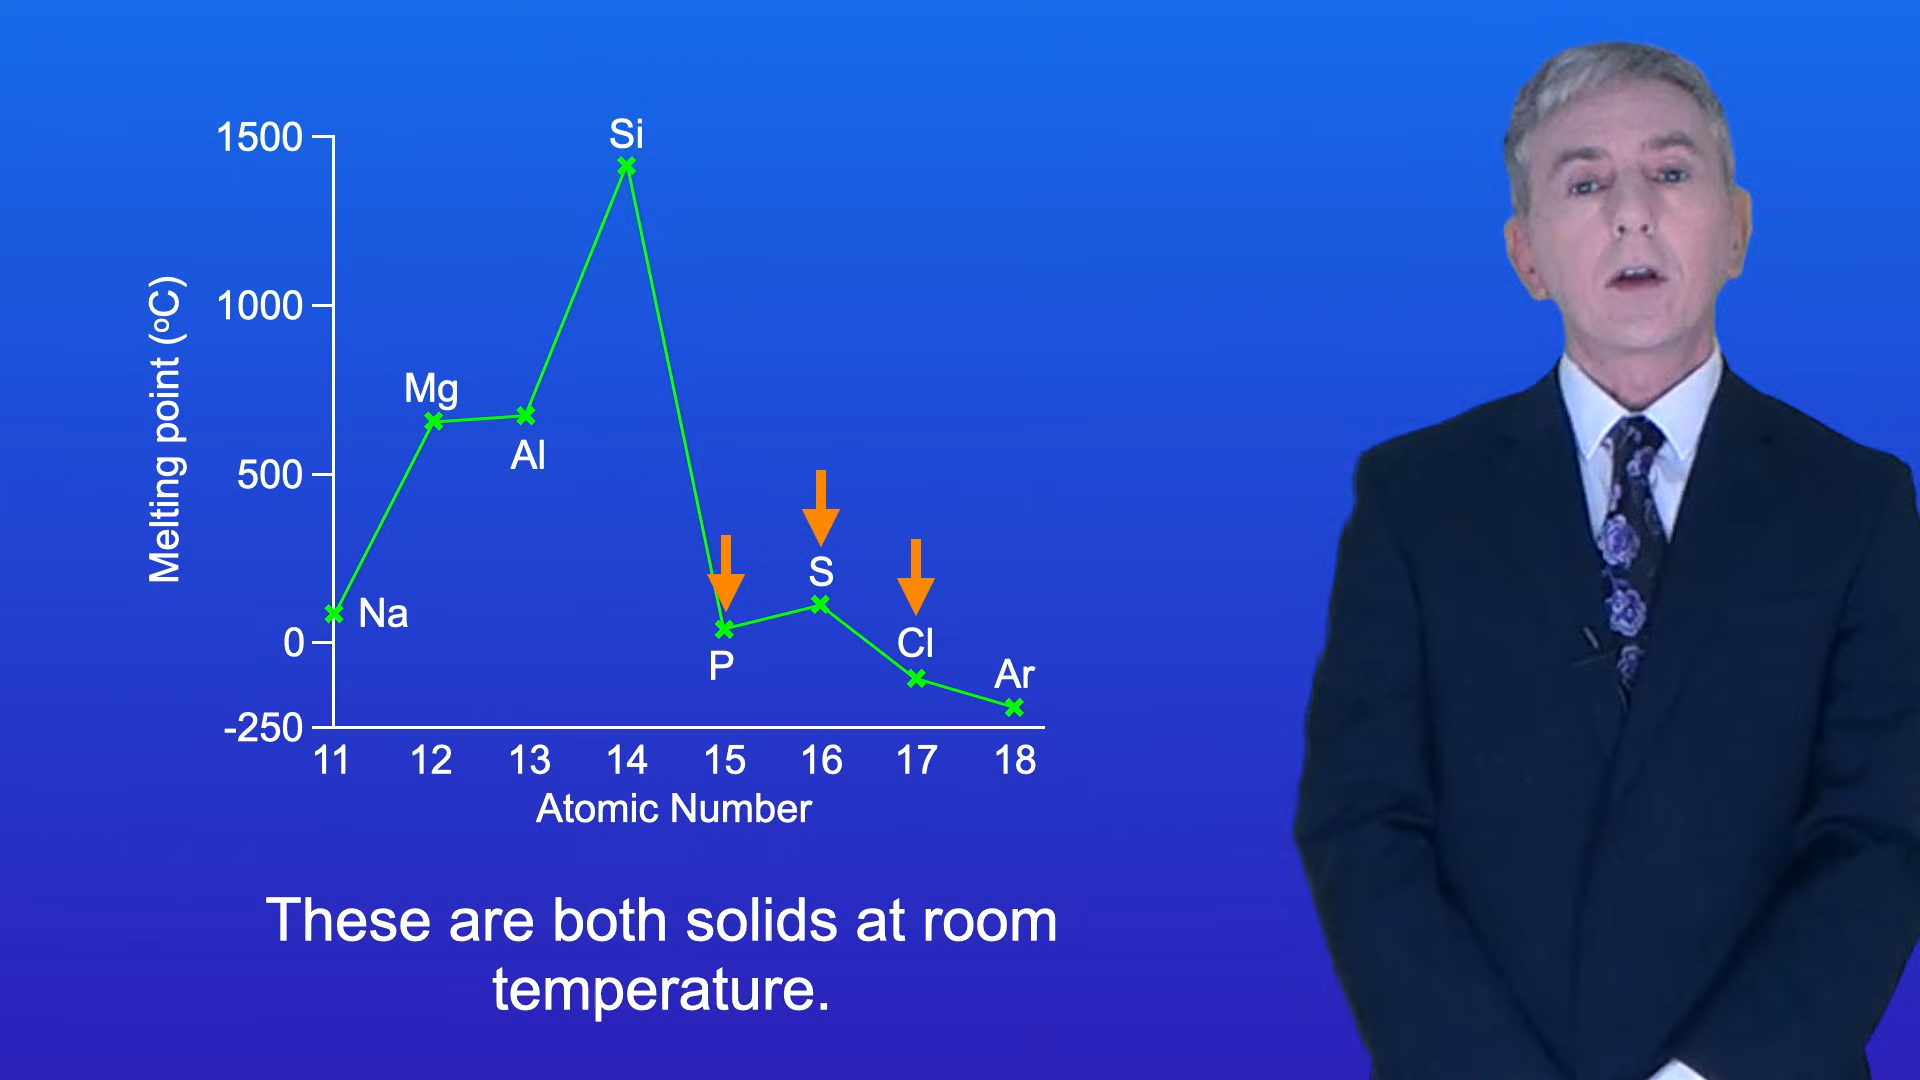 1500
Si
1000
Mg
Melting point (ºC)
Al
500
S
Na
Cl
0
P
Ar
-250
11 12 13 14 15 16 17 18
Atomic Number
These are both solids at room
temperature.